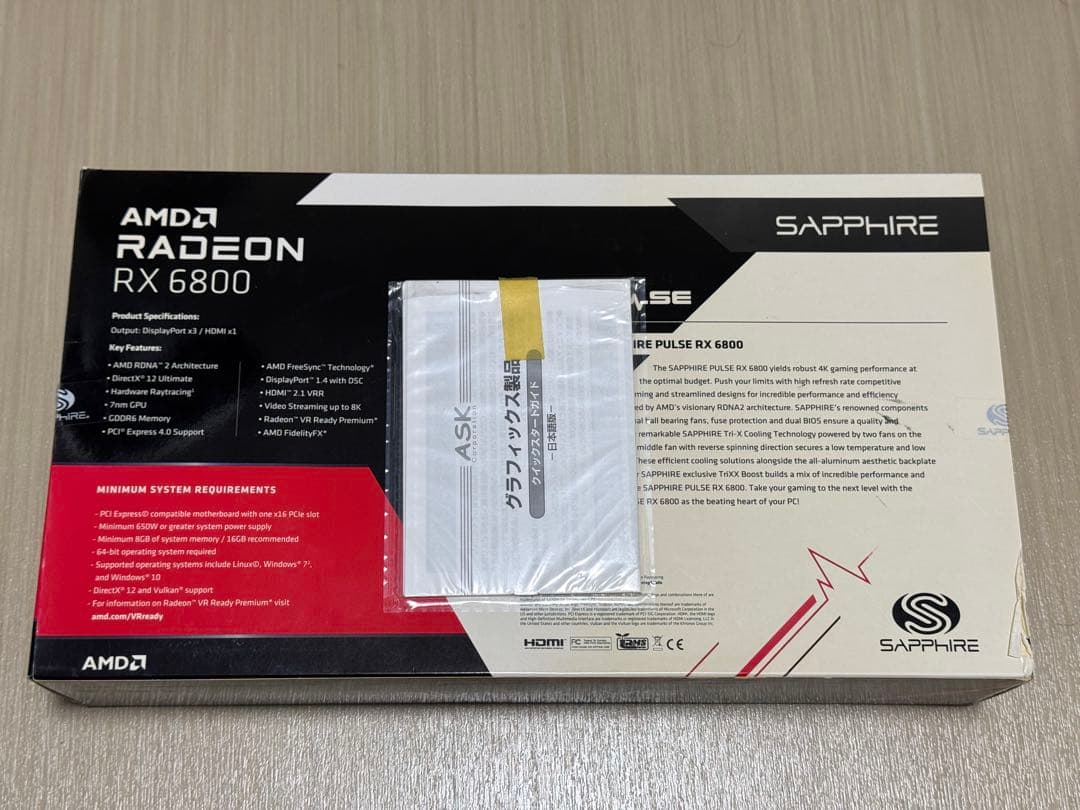 AMD
RADEON
RX 6800
Product Specifications:
Output: DisplayPort x3 / HDMI x1
Key Features:
• AMD RDNA™ 2 Architecture
• DirectX® 12 Ultimate
• Hardware Raytracing¹
• 7nm GPU
• GDDR6 Memory
• PCI® Express 4.0 Support
• AMD FreeSync™ Technology*
• DisplayPort™ 1.4 with DSC
• HDMI™ 2.1 VRR
• Video Streaming up to 8K
• Radeon™ VR Ready Premium*
• AMD FidelityFX*
MINIMUM SYSTEM REQUIREMENTS
- PCI Express© compatible motherboard with one x16 PCIe slot
- Minimum 650W or greater system power supply
- Minimum 8GB of system memory / 16GB recommended
- 64-bit operating system required
- Supported operating systems include Linux©, Windows® 7²,
and Windows® 10
- DirectX® 12 and Vulkan® support
- For information on Radeon™ VR Ready Premium* visit
amd.com/VRready
AMD
ASK
Corporation
グラフィックス製品
クイックスタートガイド
ー日本語版ー
SAPPHIRE
LSE
IRE PULSE RX 6800
The SAPPHIRE PULSE RX 6800 yields robust 4K gaming performance at
the optimal budget. Push your limits with high refresh rate competitive
ming and streamlined designs for incredible performance and efficiency
ed by AMD's visionary RDNA2 architecture. SAPPHIRE's renowned components
al ball bearing fans, fuse protection and dual BIOS ensure a quality and
remarkable SAPPHIRE Tri-X Cooling Technology powered by two fans on the
middle fan with reverse spinning direction secures a low temperature and low
hese efficient cooling solutions alongside the all-aluminum aesthetic backplate
r SAPPHIRE exclusive TriXX Boost builds a mix of incredible performance and
e SAPPHIRE PULSE RX 6800. Take your gaming to the next level with the
SE RX 6800 as the beating heart of your PC!
HDMI
FC
CE
SAPPHIRE